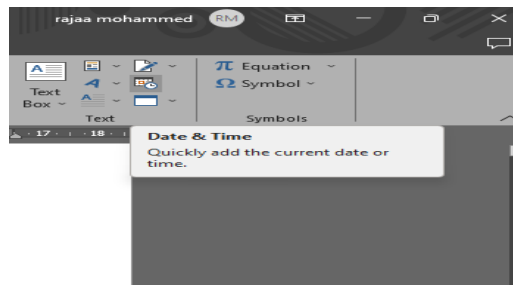 rajaa mohammed RM
π Equation
Text
Box
Ω Symbol
Text
Symbols
17 18
Date & Time
Quickly add the current date or
time.